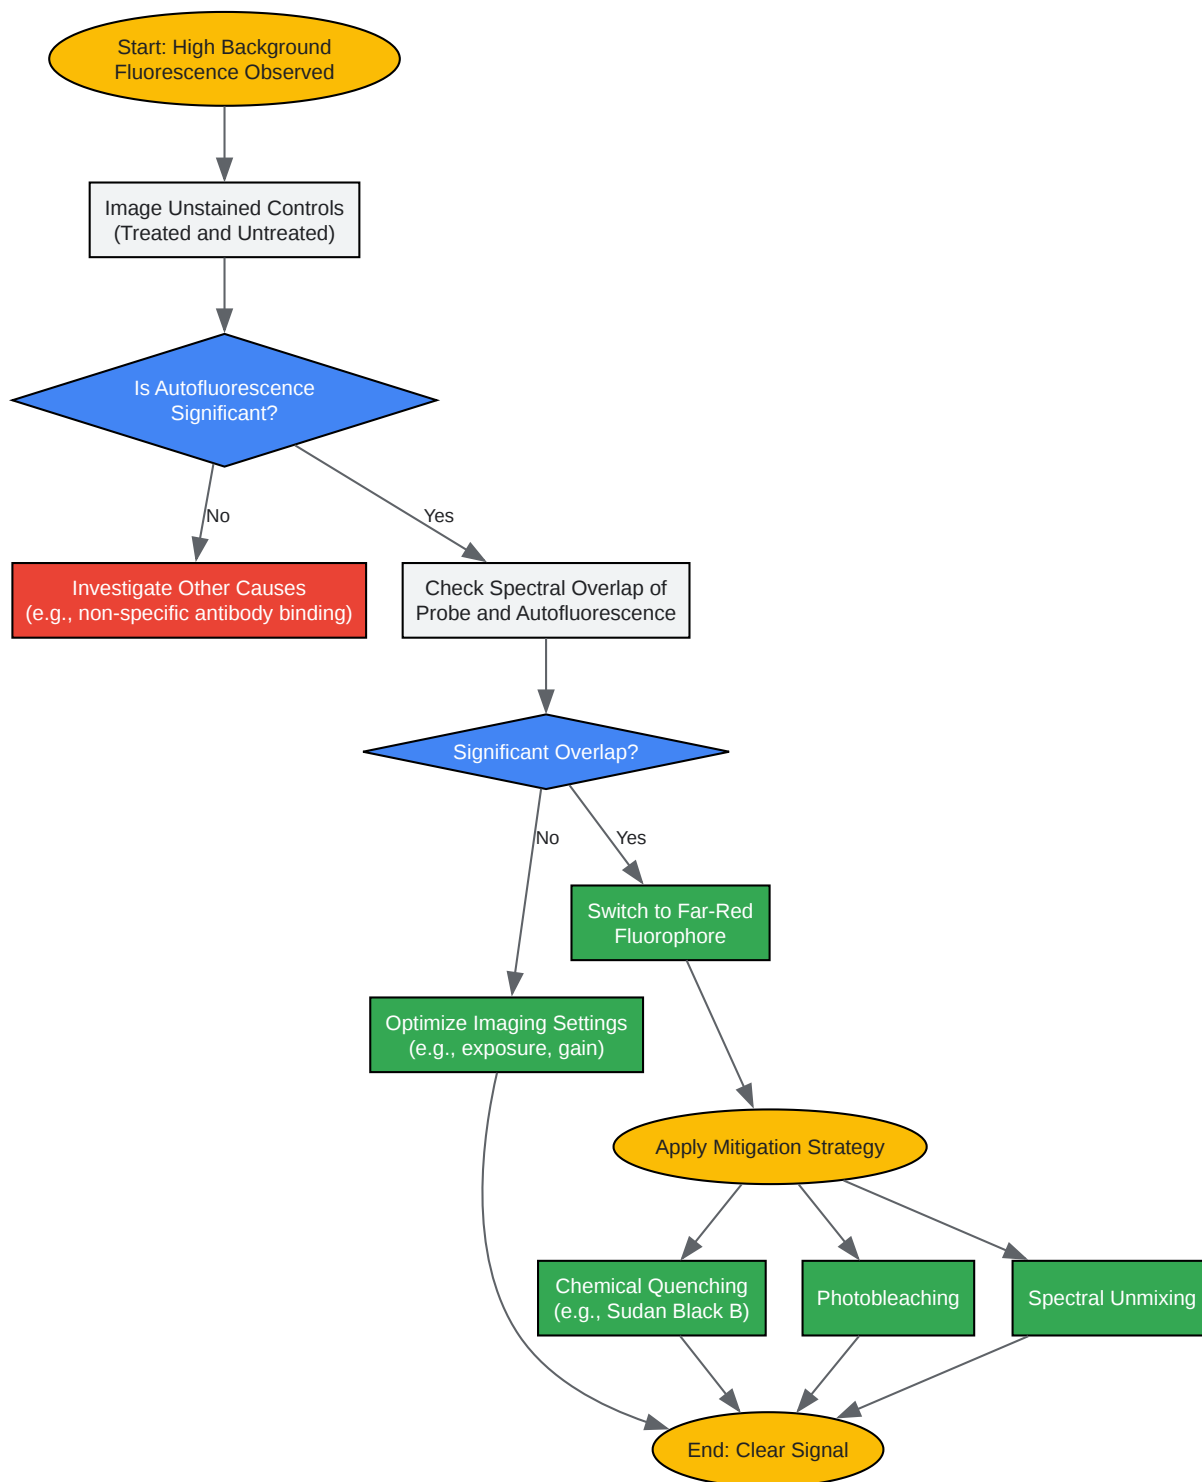 Start: High Background
Fluorescence Observed
Image Unstained Controls
(Treated and Untreated)
Is Autofluorescence
Significant?
No
Yes
Investigate Other Causes
(e.g., non-specific antibody binding)
Check Spectral Overlap of
Probe and Autofluorescence
Significant Overlap?
No
Yes
Switch to Far-Red
Fluorophore
Optimize Imaging Settings
(e.g., exposure, gain)
Apply Mitigation Strategy
Chemical Quenching
(e.g., Sudan Black B)
Photobleaching
Spectral Unmixing
End: Clear Signal